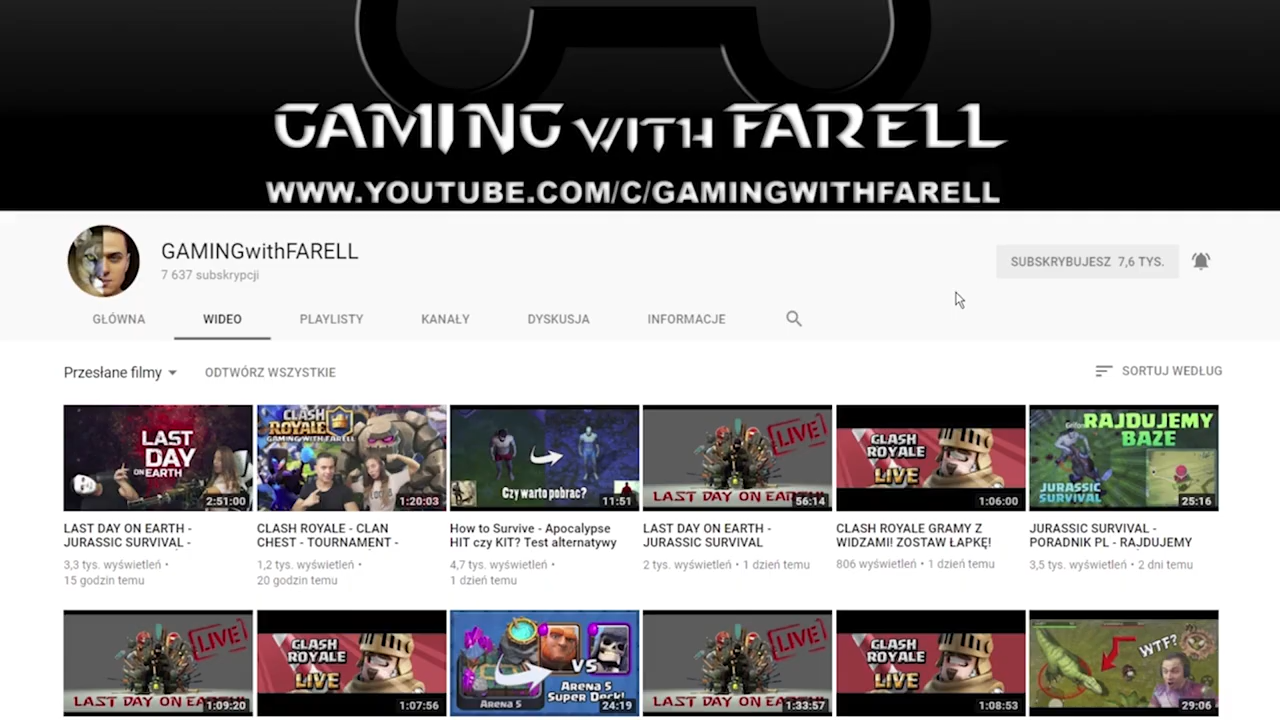 GAMING WITH FARELL
WWW.YOUTUBE.COM/C/GAMINGWITHFARELL
GAMINGwithFARELL
7 637 subskrypcji
SUBSKRYBUJESZ 7,6 TYS.
GŁÓWNA WIDEO PLAYLISTY KANAŁY DYSKUSJA INFORMACJE
Przesłane filmy ODTWÓRZ WSZYSTKIE SORTUJ WEDŁUG
LAST
DAY
ON EARTH
2:51:00
CLASH
ROYALE
GAMING WITH FARELL
1:20:03
Czy warto pobrac?
11:51
LIVE
LAST DAY ON EARTH
56:14
CLASH
ROYALE
LIVE
1:06:00
RAJDUJEMY
BAZE
JURASSIC
SURVIVAL
25:16
LAST DAY ON EARTH -
JURASSIC SURVIVAL -
3,3 tys. wyświetleń •
15 godzin temu
CLASH ROYALE - CLAN
CHEST - TOURNAMENT -
1,2 tys. wyświetleń •
20 godzin temu
How to Survive - Apocalypse
HIT czy KIT? Test alternatywy
4,7 tys. wyświetleń •
1 dzień temu
LAST DAY ON EARTH -
JURASSIC SURVIVAL
2 tys. wyświetleń • 1 dzień temu
CLASH ROYALE GRAMY Z
WIDZAMI! ZOSTAW ŁAPKĘ!
806 wyświetleń • 1 dzień temu
JURASSIC SURVIVAL -
PORADNIK PL - RAJDUJEMY
3,5 tys. wyświetleń • 2 dni temu
LIVE
LAST DAY ON EARTH
1:09:20
CLASH
ROYALE
LIVE
1:07:56
VS
Arena 5
Super Deck!
Arena 5
24:19
LIVE
LAST DAY ON EARTH
1:33:57
CLASH
ROYALE
LIVE
1:08:53
WTF?
29:06